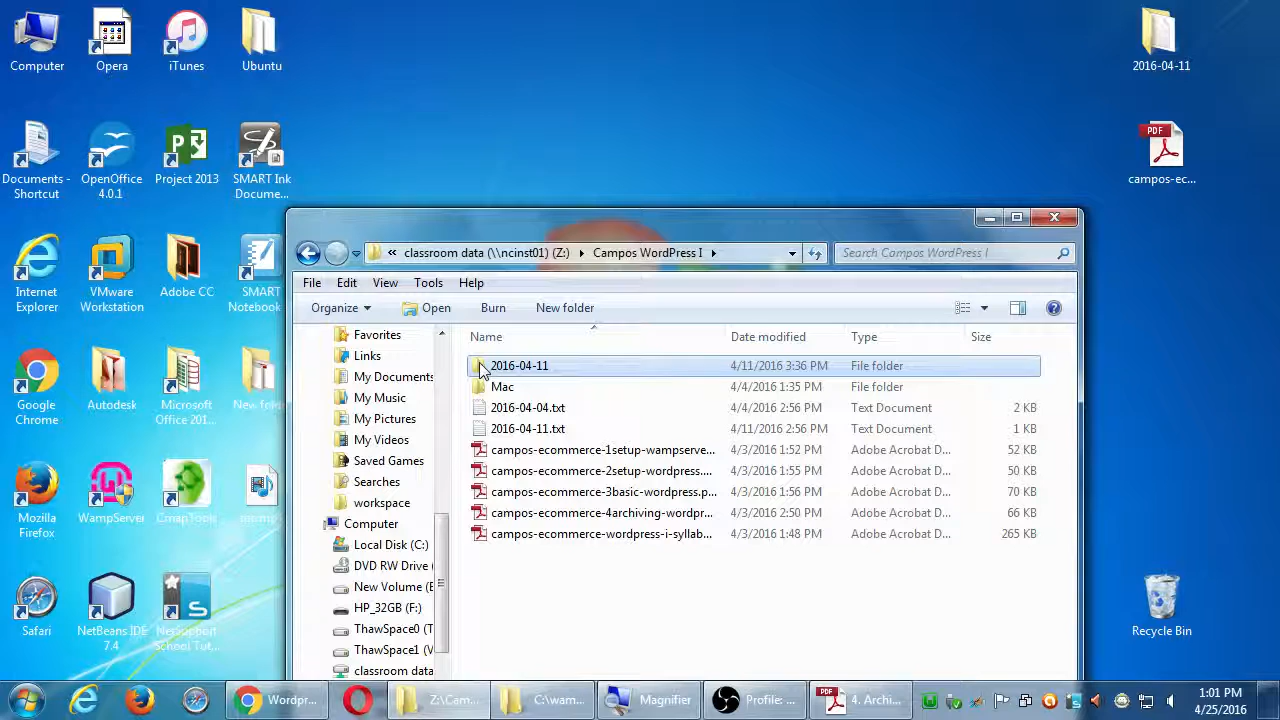 Computer
Opera
iTunes
Ubuntu
2016-04-11
Documents -
Shortcut
OpenOffice
4.0.1
Project 2013
SMART Ink
Docume...
PDF
campos-ec...
Internet
Explorer
VMware
Workstation
Adobe CC
SMART
Notebook
« classroom data (\\ncinst01) (Z:) Campos WordPress I
Search Campos WordPress I
File Edit View Tools Help
Organize Open Burn New folder
Name Date modified Type Size
Favorites
Links
My Documents
My Music
My Pictures
My Videos
Saved Games
Searches
workspace
Computer
Local Disk (C:)
DVD RW Drive (
New Volume (E
HP_32GB (F:)
ThawSpace0 (T
ThawSpace1 (V
classroom data
2016-04-11 4/11/2016 3:36 PM File folder
Mac 4/4/2016 1:35 PM File folder
2016-04-04.txt 4/4/2016 2:56 PM Text Document 2 KB
2016-04-11.txt 4/11/2016 2:56 PM Text Document 1 KB
campos-ecommerce-1setup-wampserve... 4/3/2016 1:52 PM Adobe Acrobat D... 52 KB
campos-ecommerce-2setup-wordpress.... 4/3/2016 1:55 PM Adobe Acrobat D... 50 KB
campos-ecommerce-3basic-wordpress.p... 4/3/2016 1:56 PM Adobe Acrobat D... 70 KB
campos-ecommerce-4archiving-wordpr... 4/3/2016 2:50 PM Adobe Acrobat D... 66 KB
campos-ecommerce-wordpress-i-syllab... 4/3/2016 1:48 PM Adobe Acrobat D... 265 KB
Google
Chrome
Autodesk
Microsoft
Office 201...
New fold
Mozilla
Firefox
WampServer
CmapTools
Safari
NetBeans IDE
7.4
NetSupport
School Tut...
Recycle Bin
Wordpr...
Z:\Cam...
C:\wam...
Magnifier
Profile: ...
PDF
4. Archi...
1:01 PM
4/25/2016